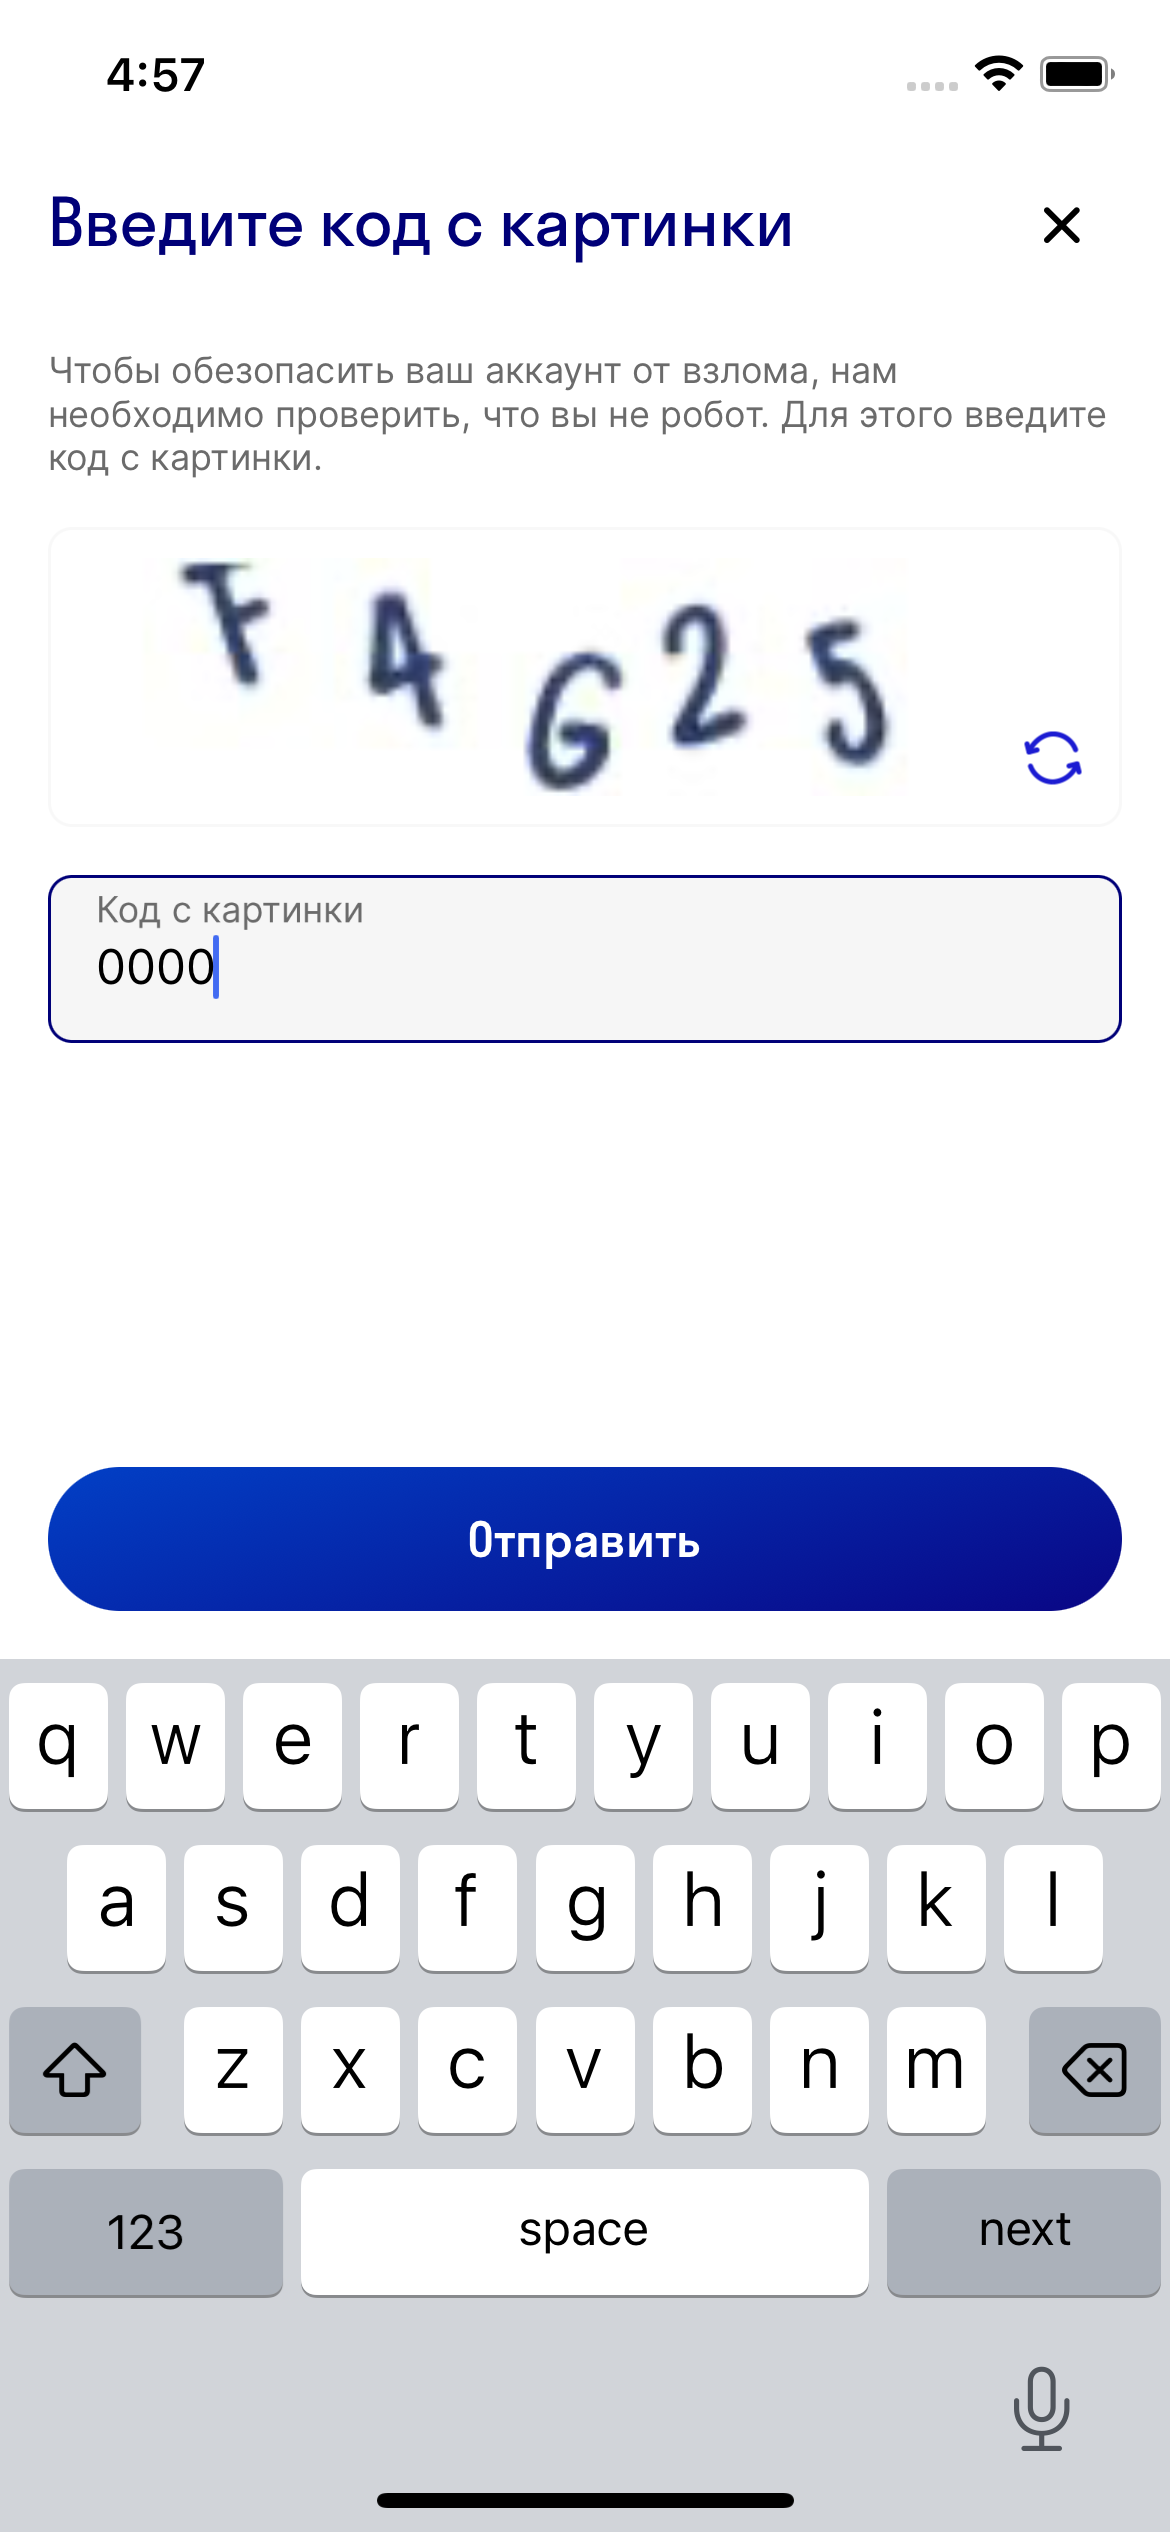 4:57
Введите код с картинки
Чтобы обезопасить ваш аккаунт от взлома, нам
необходимо проверить, что вы не робот. Для этого введите
код с картинки.
F 4 G 2 5
Код с картинки
0000
Отправить
q w e r t y u i o p
a s d f g h j k l
z x c v b n m
123 space next